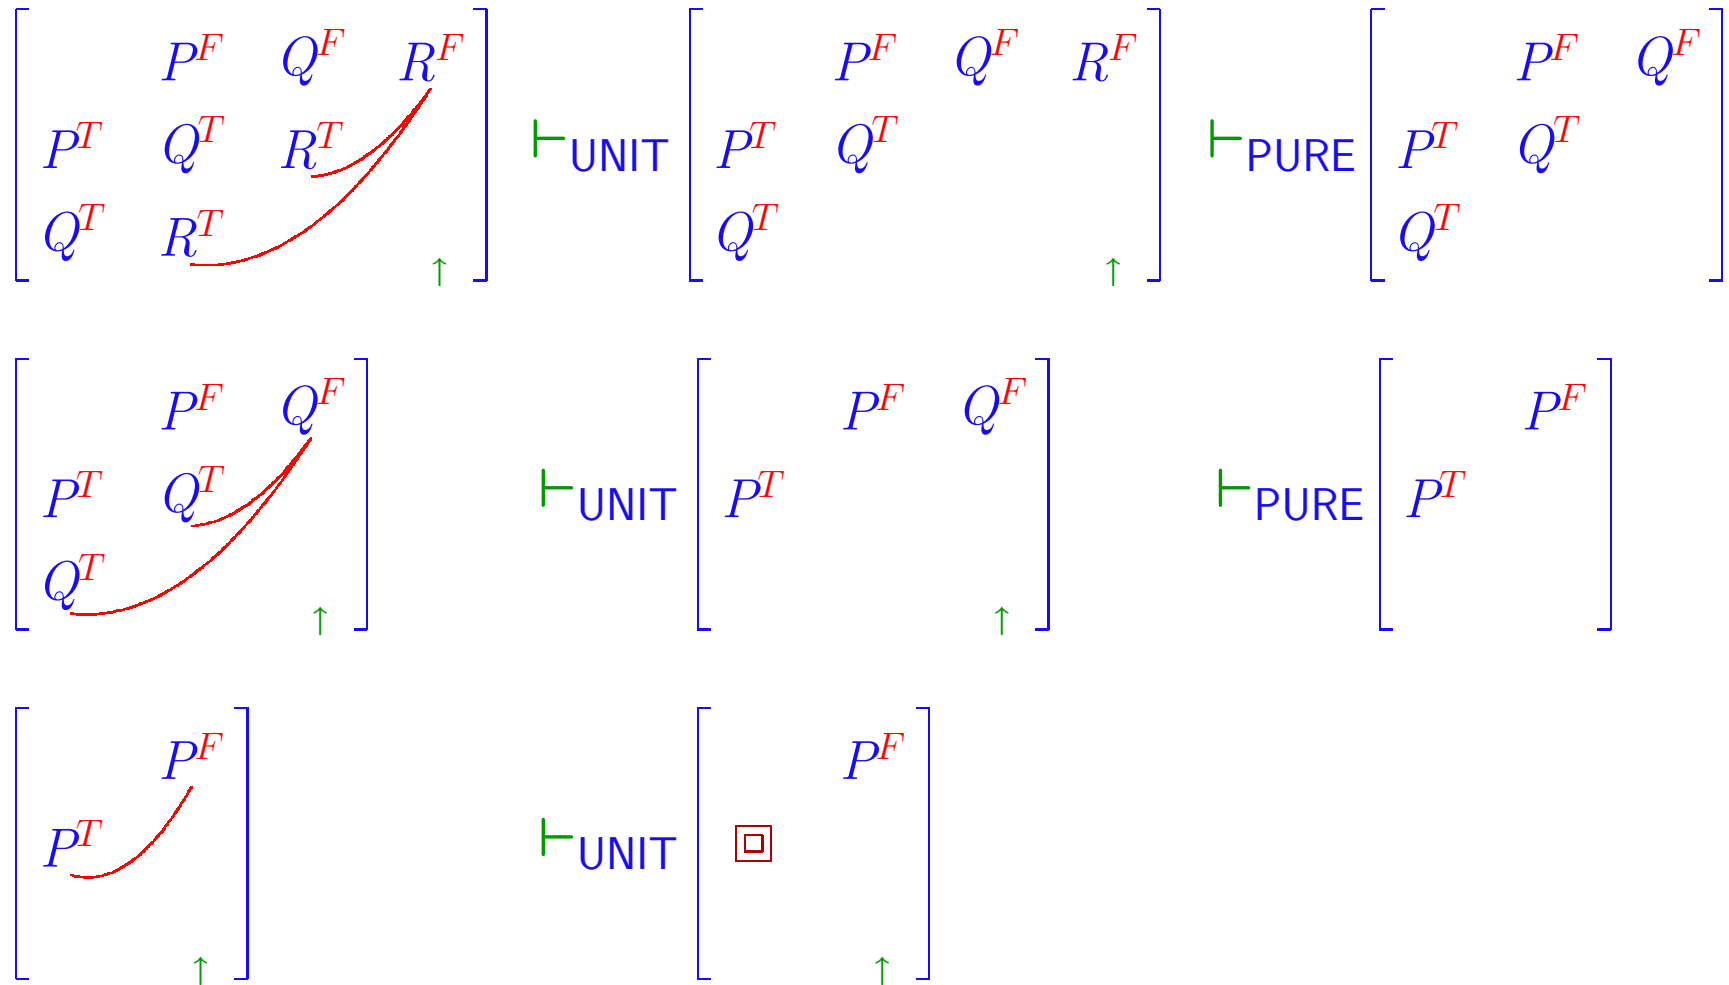 P^F Q^F R^F P^F Q^F R^F P^F Q^F
P^T Q^T R^T ⊢UNIT P^T Q^T ⊢PURE P^T Q^T
Q^T R^T Q^T Q^T
↑ ↑
P^F Q^F P^F Q^F P^F
P^T Q^T ⊢UNIT P^T ⊢PURE P^T
Q^T
↑ ↑
P^F P^F
P^T ⊢UNIT
↑ ↑